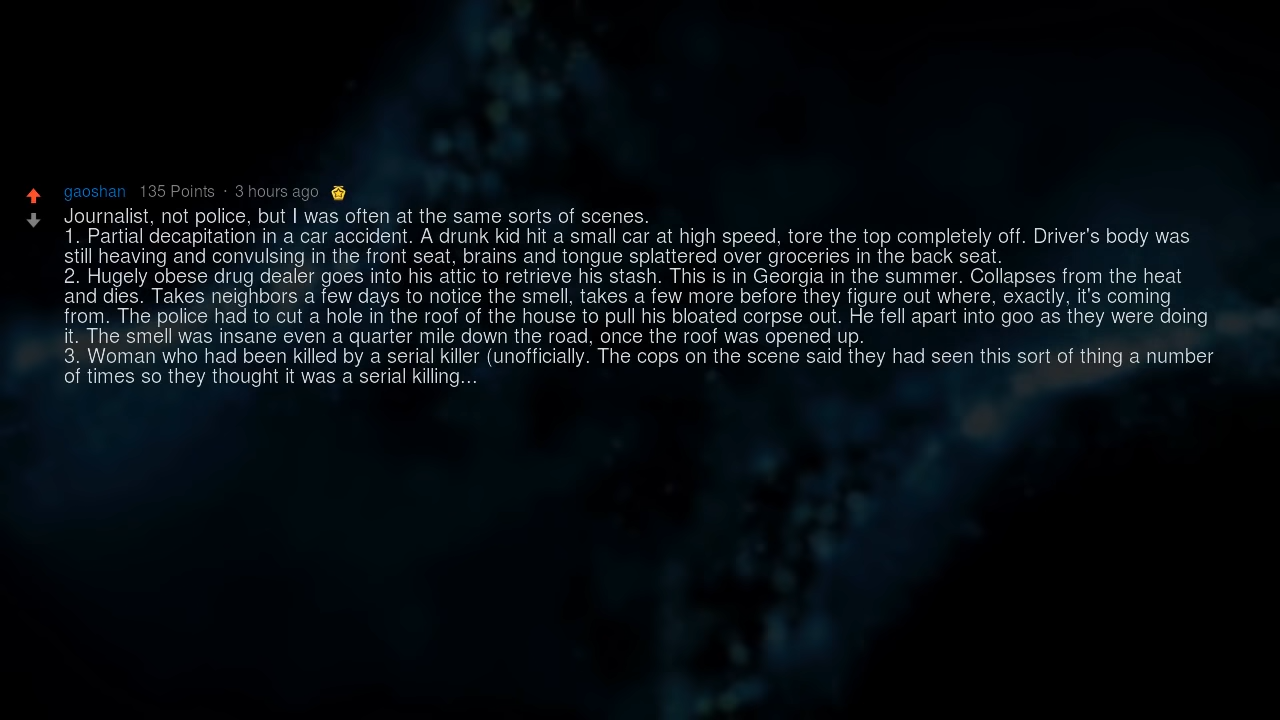 gaoshan 135 Points · 3 hours ago
Journalist, not police, but I was often at the same sorts of scenes.
1. Partial decapitation in a car accident. A drunk kid hit a small car at high speed, tore the top completely off. Driver's body was
still heaving and convulsing in the front seat, brains and tongue splattered over groceries in the back seat.
2. Hugely obese drug dealer goes into his attic to retrieve his stash. This is in Georgia in the summer. Collapses from the heat
and dies. Takes neighbors a few days to notice the smell, takes a few more before they figure out where, exactly, it's coming
from. The police had to cut a hole in the roof of the house to pull his bloated corpse out. He fell apart into goo as they were doing
it. The smell was insane even a quarter mile down the road, once the roof was opened up.
3. Woman who had been killed by a serial killer (unofficially. The cops on the scene said they had seen this sort of thing a number
of times so they thought it was a serial killing...